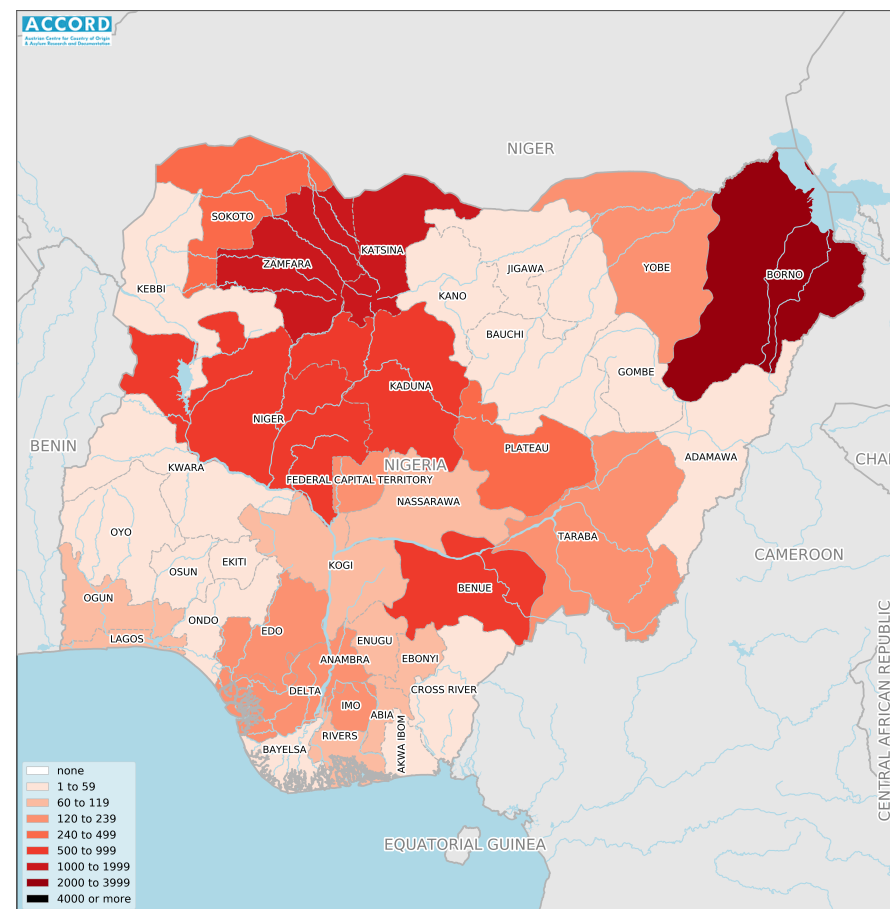 ACCORD
Austrian Centre for Country of Origin
& Asylum Research and Documentation
NIGER
SOKOTO
KATSINA
ZAMFARA
JIGAWA
YOBE
BORNO
KEBBI
KANO
BAUCHI
GOMBE
KADUNA
NIGER
BENIN
PLATEAU
ADAMAWA
CHA
KWARA
NIGERIA
FEDERAL CAPITAL TERRITORY
NASSARAWA
OYO
TARABA
CAMEROON
EKITI
KOGI
OSUN
BENUE
OGUN
ONDO
EDO
LAGOS
ENUGU
ANAMBRA
EBONYI
CROSS RIVER
DELTA
IMO
ABIA
RIVERS
AKWA IBOM
BAYELSA
CENTRAL AFRICAN REPUBLIC
EQUATORIAL GUINEA
none
1 to 59
60 to 119
120 to 239
240 to 499
500 to 999
1000 to 1999
2000 to 3999
4000 or more